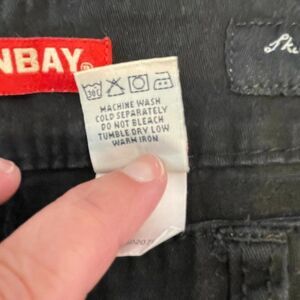 NBAY®
30°
MACHINE WASH
COLD SEPARATELY
DO NOT BLEACH
TUMBLE DRY LOW
WARM IRON